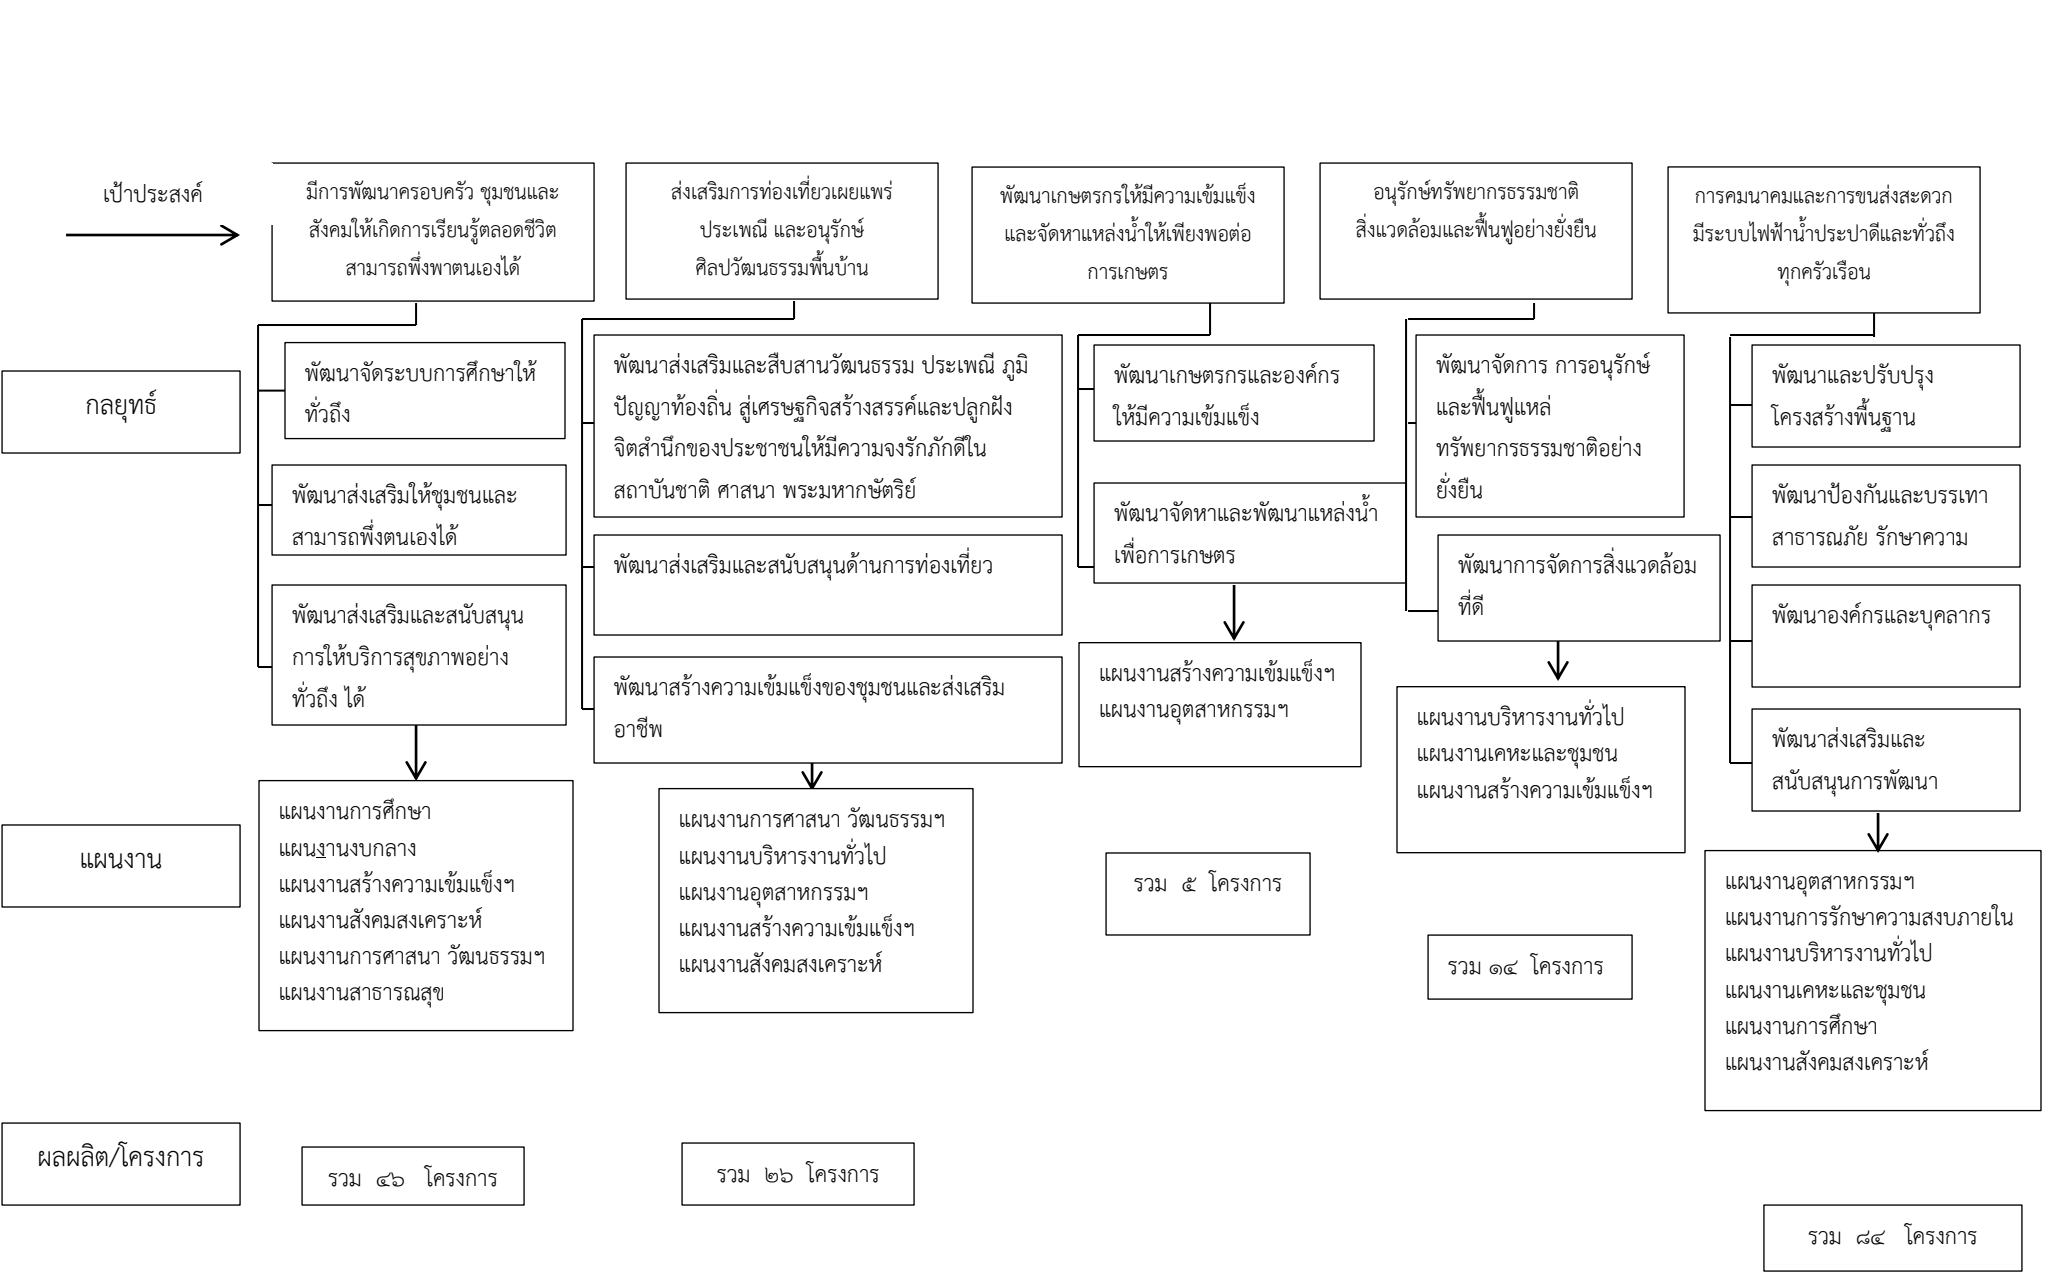 เป้าประสงค์
มีการพัฒนาครอบครัว ชุมชนและ
สังคมให้เกิดการเรียนรู้ตลอดชีวิต
สามารถพึ่งพาตนเองได้
ส่งเสริมการท่องเที่ยวเผยแพร่
ประเพณี และอนุรักษ์
ศิลปวัฒนธรรมพื้นบ้าน
พัฒนาเกษตรกรให้มีความเข้มแข็ง
และจัดหาแหล่งน้ำให้เพียงพอต่อ
การเกษตร
อนุรักษ์ทรัพยากรธรรมชาติ
สิ่งแวดล้อมและฟื้นฟูอย่างยั่งยืน
การคมนาคมและการขนส่งสะดวก
มีระบบไฟฟ้าน้ำประปาดีและทั่วถึง
ทุกครัวเรือน
กลยุทธ์
พัฒนาจัดระบบการศึกษาให้
ทั่วถึง
พัฒนาส่งเสริมให้ชุมชนและ
สามารถพึ่งตนเองได้
พัฒนาส่งเสริมและสนับสนุน
การให้บริการสุขภาพอย่าง
ทั่วถึง ได้
พัฒนาส่งเสริมและสืบสานวัฒนธรรม ประเพณี ภูมิ
ปัญญาท้องถิ่น สู่เศรษฐกิจสร้างสรรค์และปลูกฝัง
จิตสำนึกของประชาชนให้มีความจงรักภักดีใน
สถาบันชาติ ศาสนา พระมหากษัตริย์
พัฒนาส่งเสริมและสนับสนุนด้านการท่องเที่ยว
พัฒนาสร้างความเข้มแข็งของชุมชนและส่งเสริม
อาชีพ
พัฒนาเกษตรกรและองค์กร
ให้มีความเข้มแข็ง
พัฒนาจัดหาและพัฒนาแหล่งน้ำ
เพื่อการเกษตร
พัฒนาจัดการ การอนุรักษ์
และฟื้นฟูแหล่
ทรัพยากรธรรมชาติอย่าง
ยั่งยืน
พัฒนาการจัดการสิ่งแวดล้อม
ที่ดี
พัฒนาและปรับปรุง
โครงสร้างพื้นฐาน
พัฒนาป้องกันและบรรเทา
สาธารณภัย รักษาความ
พัฒนาองค์กรและบุคลากร
พัฒนาส่งเสริมและ
สนับสนุนการพัฒนา
แผนงาน
แผนงานการศึกษา
แผนงานงบกลาง
แผนงานสร้างความเข้มแข็งฯ
แผนงานสังคมสงเคราะห์
แผนงานการศาสนา วัฒนธรรมฯ
แผนงานสาธารณสุข
แผนงานการศาสนา วัฒนธรรมฯ
แผนงานบริหารงานทั่วไป
แผนงานอุตสาหกรรมฯ
แผนงานสร้างความเข้มแข็งฯ
แผนงานสังคมสงเคราะห์
แผนงานสร้างความเข้มแข็งฯ
แผนงานอุตสาหกรรมฯ
แผนงานบริหารงานทั่วไป
แผนงานเคหะและชุมชน
แผนงานสร้างความเข้มแข็งฯ
แผนงานอุตสาหกรรมฯ
แผนงานการรักษาความสงบภายใน
แผนงานบริหารงานทั่วไป
แผนงานเคหะและชุมชน
แผนงานการศึกษา
แผนงานสังคมสงเคราะห์
ผลผลิต/โครงการ
รวม ๔๖ โครงการ
รวม ๒๖ โครงการ
รวม ๕ โครงการ
รวม ๑๔ โครงการ
รวม ๘๔ โครงการ